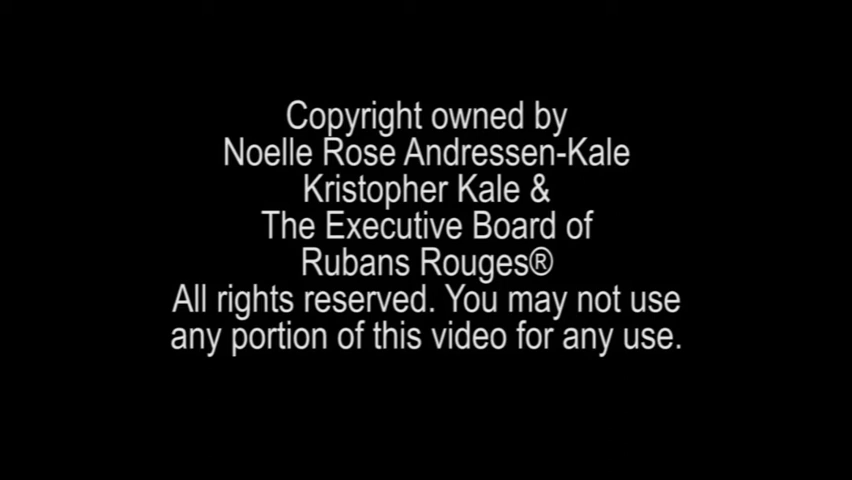 Copyright owned by
Noelle Rose Andressen-Kale
Kristopher Kale &
The Executive Board of
Rubans Rouges®
All rights reserved. You may not use
any portion of this video for any use.